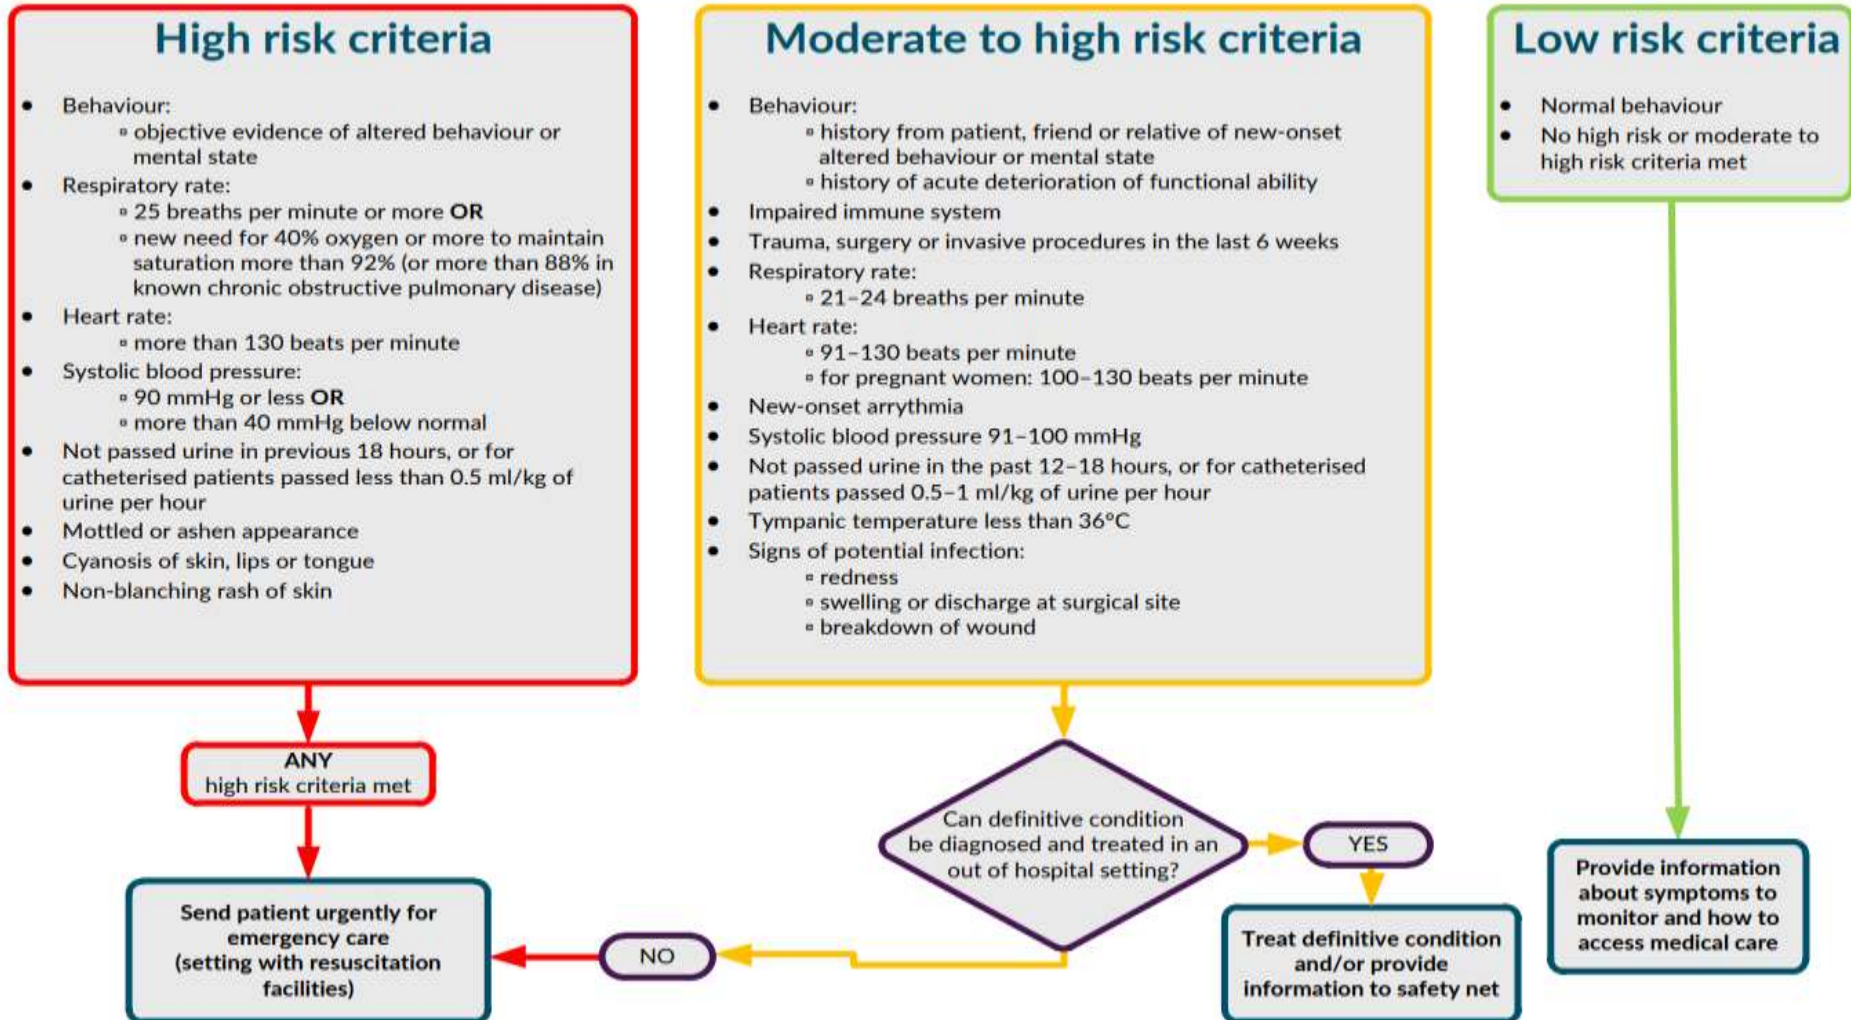 High risk criteria
• Behaviour:
▫ objective evidence of altered behaviour or
mental state
• Respiratory rate:
▫ 25 breaths per minute or more OR
▫ new need for 40% oxygen or more to maintain
saturation more than 92% (or more than 88% in
known chronic obstructive pulmonary disease)
• Heart rate:
▫ more than 130 beats per minute
• Systolic blood pressure:
▫ 90 mmHg or less OR
▫ more than 40 mmHg below normal
• Not passed urine in previous 18 hours, or for
catheterised patients passed less than 0.5 ml/kg of
urine per hour
• Mottled or ashen appearance
• Cyanosis of skin, lips or tongue
• Non-blanching rash of skin
Moderate to high risk criteria
• Behaviour:
▫ history from patient, friend or relative of new-onset
altered behaviour or mental state
▫ history of acute deterioration of functional ability
• Impaired immune system
• Trauma, surgery or invasive procedures in the last 6 weeks
• Respiratory rate:
▫ 21–24 breaths per minute
• Heart rate:
▫ 91–130 beats per minute
▫ for pregnant women: 100–130 beats per minute
• New-onset arrythmia
• Systolic blood pressure 91–100 mmHg
• Not passed urine in the past 12–18 hours, or for catheterised
patients passed 0.5–1 ml/kg of urine per hour
• Tympanic temperature less than 36°C
• Signs of potential infection:
▫ redness
▫ swelling or discharge at surgical site
▫ breakdown of wound
Low risk criteria
• Normal behaviour
• No high risk or moderate to
high risk criteria met
ANY
high risk criteria met
Can definitive condition
be diagnosed and treated in an
out of hospital setting?
YES
NO
Send patient urgently for
emergency care
(setting with resuscitation
facilities)
Treat definitive condition
and/or provide
information to safety net
Provide information
about symptoms to
monitor and how to
access medical care